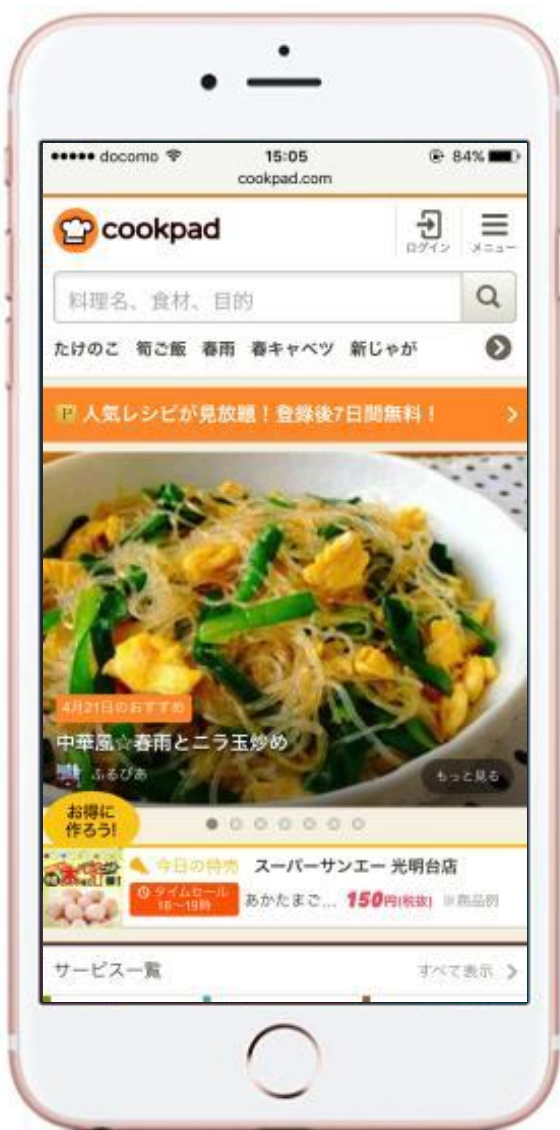 docomo 15:05 84%
cookpad.com
cookpad
ログイン メニュー
料理名、食材、目的
たけのこ 筍ご飯 春雨 春キャベツ 新じゃが
P 人気レシピが見放題！登録後7日間無料！
4月21日のおすすめ
中華風☆春雨とニラ玉炒め
ふるぴあ もっと見る
お得に
作ろう!
今日の特売 スーパーサンエー 光明台店
タイムセール
16～19時
あかたまご… 150円(税抜) ※商品例
サービス一覧 すべて表示